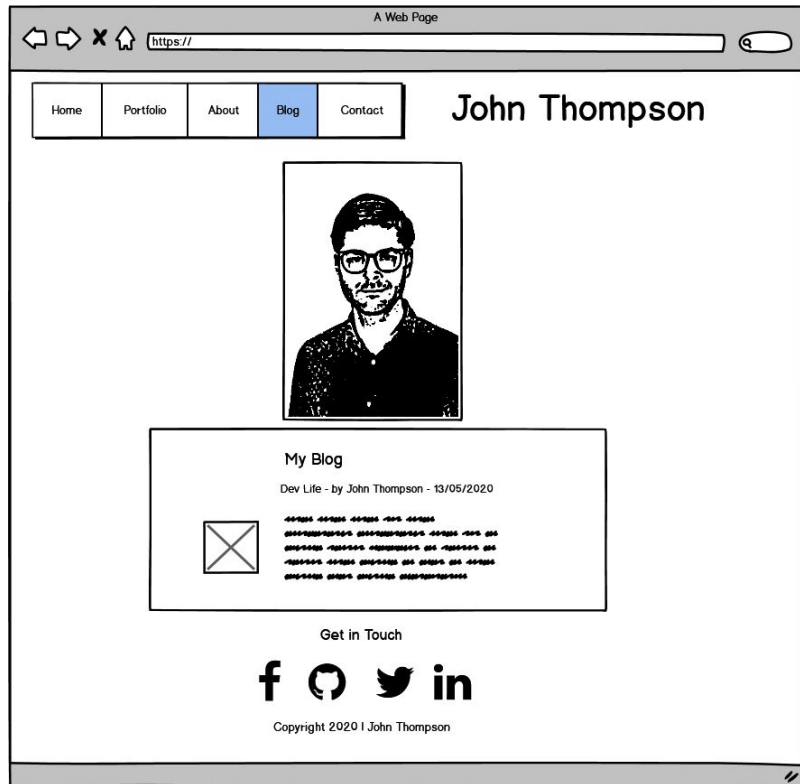 A Web Page
https://
Home Portfolio About Blog Contact
John Thompson
My Blog
Dev Life - by John Thompson - 13/05/2020
Get in Touch
Copyright 2020 | John Thompson